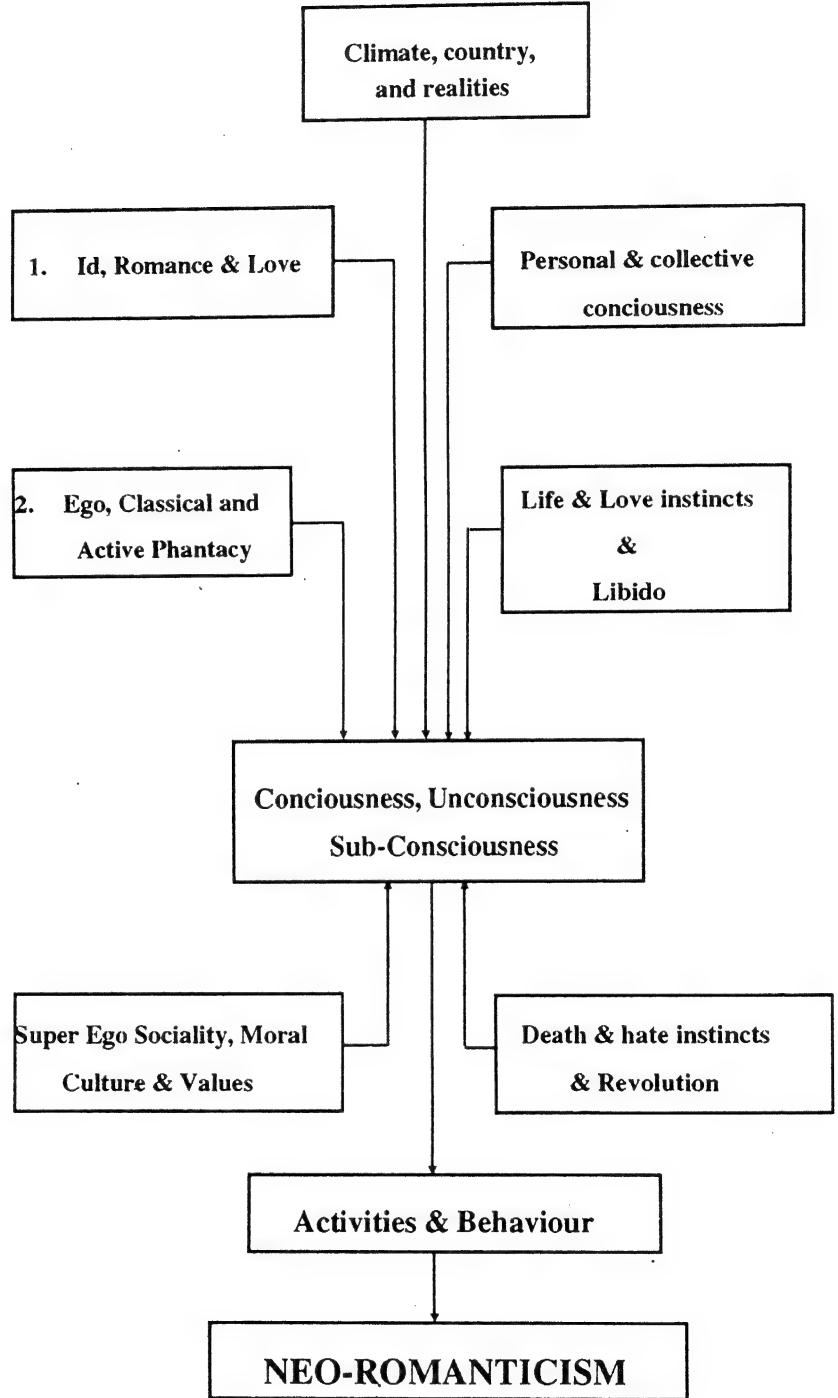 Climate, country,
and realities
1. Id, Romance & Love
Personal & collective
conciousness
2. Ego, Classical and
Active Phantacy
Life & Love instincts
&
Libido
Conciousness, Unconsciousness
Sub-Consciousness
Super Ego Sociality, Moral
Culture & Values
Death & hate instincts
& Revolution
Activities & Behaviour
NEO-ROMANTICISM